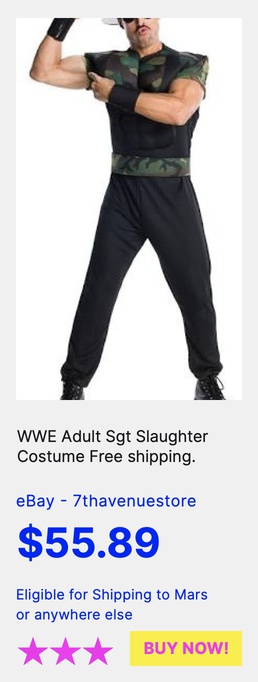 WWE Adult Sgt Slaughter
Costume Free shipping.
eBay - 7thavenuestore
$55.89
Eligible for Shipping to Mars
or anywhere else
BUY NOW!